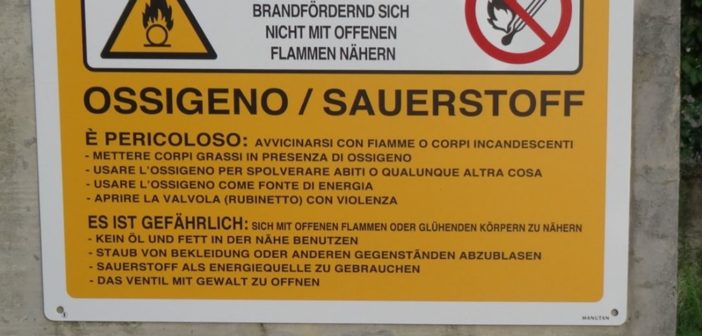 BRANDFÖRDERND SICH
NICHT MIT OFFENEN
FLAMMEN NÄHERN
OSSIGENO / SAUERSTOFF
È PERICOLOSO: AVVICINARSI CON FIAMME O CORPI INCANDESCENTI
- METTERE CORPI GRASSI IN PRESENZA DI OSSIGENO
- USARE L'OSSIGENO PER SPOLVERARE ABITI O QUALUNQUE ALTRA COSA
- USARE L'OSSIGENO COME FONTE DI ENERGIA
- APRIRE LA VALVOLA (RUBINETTO) CON VIOLENZA
ES IST GEFÄHRLICH: SICH MIT OFFENEN FLAMMEN ODER GLÜHENDEN KÖRPERN ZU NÄHERN
- KEIN ÖL UND FETT IN DER NÄHE BENUTZEN
- STAUB VON BEKLEIDUNG ODER ANDEREN GEGENSTÄNDEN ABZUBLASEN
- SAUERSTOFF ALS ENERGIEQUELLE ZU GEBRAUCHEN
- DAS VENTIL MIT GEWALT ZU OFFNEN
MANUTAN